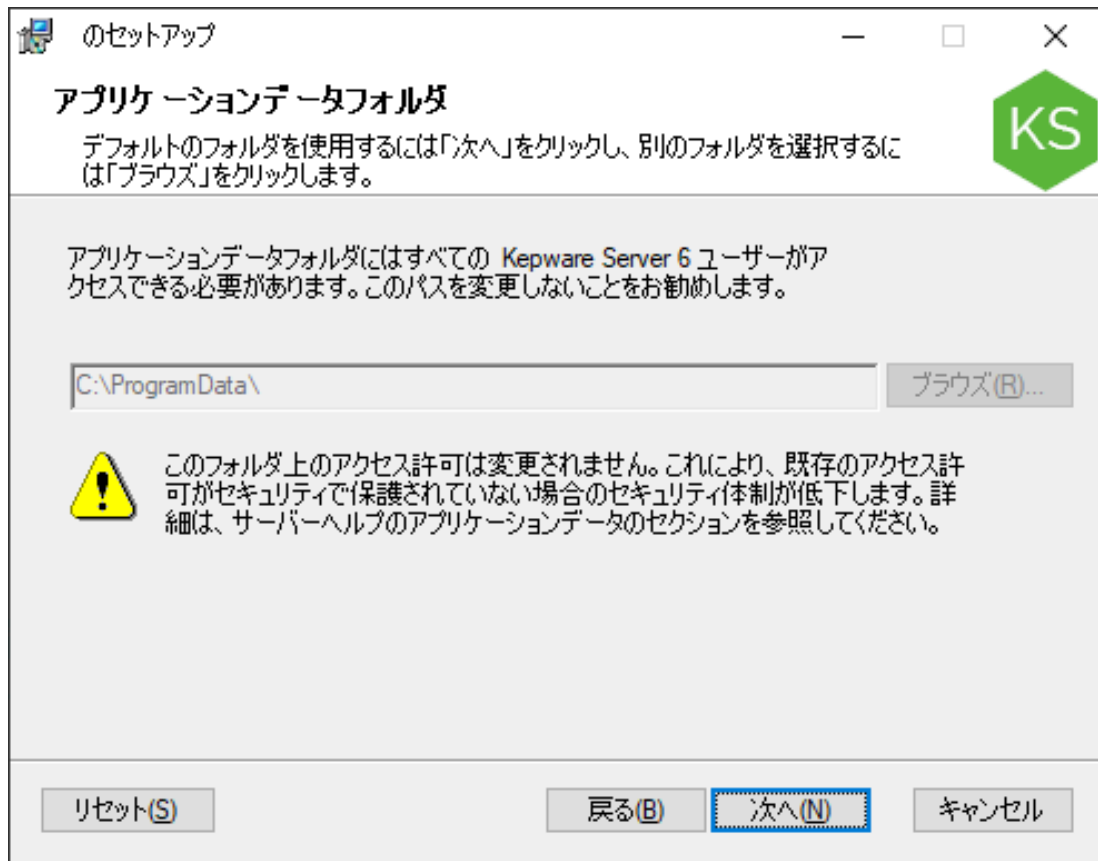 のセットアップ
アプリケーションデータフォルダ
デフォルトのフォルダを使用するには「次へ」をクリックし、別のフォルダを選択するに
は「ブラウズ」をクリックします。
KS
アプリケーションデータフォルダにはすべての Kepware Server 6 ユーザーがア
クセスできる必要があります。このパスを変更しないことをお勧めします。
C:\ProgramData\
ブラウズ(R)...
このフォルダ上のアクセス許可は変更されません。これにより、既存のアクセス許
可がセキュリティで保護されていない場合のセキュリティ体制が低下します。詳
細は、サーバーヘルプのアプリケーションデータのセクションを参照してください。
リセット(S)
戻る(B)
次へ(N)
キャンセル